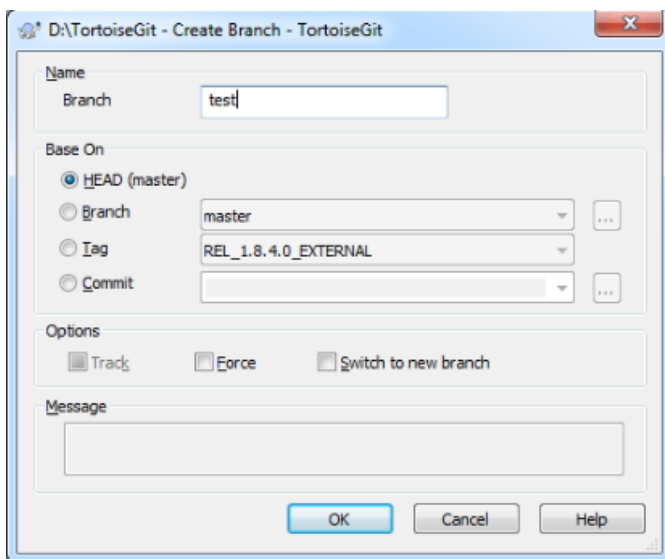 D:\TortoiseGit - Create Branch - TortoiseGit
Name
Branch test
Base On
HEAD (master)
Branch master ...
Tag REL_1.8.4.0_EXTERNAL
Commit ...
Options
Track Force Switch to new branch
Message
OK Cancel Help